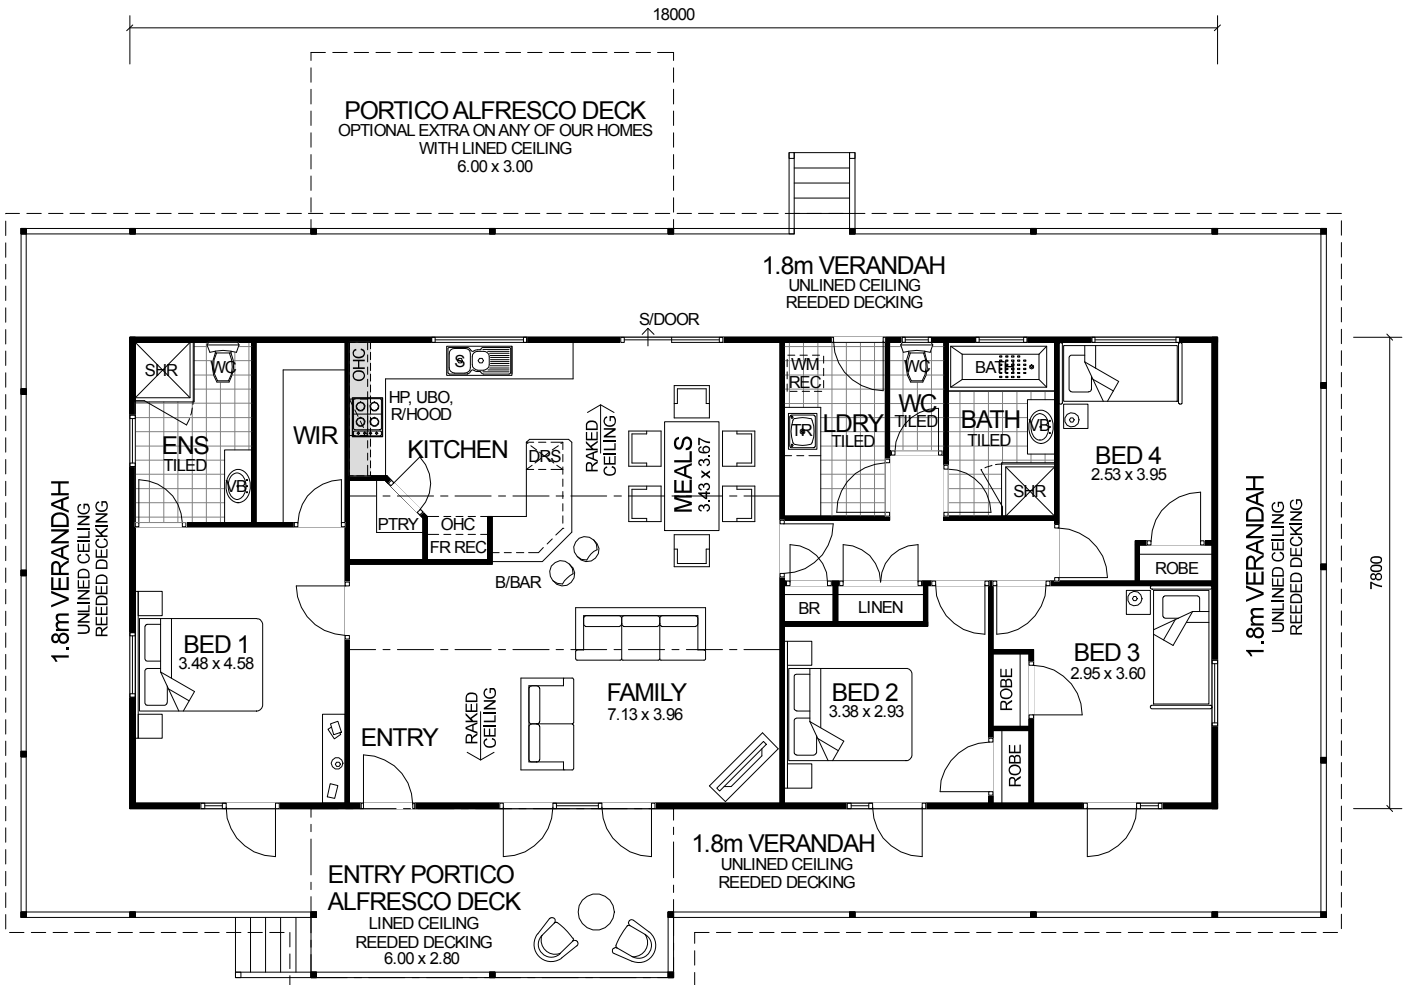 18000
PORTICO ALFRESCO DECK
OPTIONAL EXTRA ON ANY OF OUR HOMES
WITH LINED CEILING
6.00 x 3.00
1.8m VERANDAH
UNLINED CEILING
REEDED DECKING
S/DOOR
SHR
WC
ENS
TILED
VB
WIR
OHC
S
HP, UBO,
R/HOOD
KITCHEN
DRS
PTRY
OHC
FR REC
B/BAR
RAKED
CEILING
MEALS
3.43 x 3.67
WM
REC
TR
LDRY
TILED
WC
WC
TILED
BATH
BATH
TILED
VB
SHR
BED 4
2.53 x 3.95
ROBE
BR
LINEN
1.8m VERANDAH
UNLINED CEILING
REEDED DECKING
BED 1
3.48 x 4.58
ENTRY
RAKED
CEILING
FAMILY
7.13 x 3.96
BED 2
3.38 x 2.93
ROBE
ROBE
BED 3
2.95 x 3.60
1.8m VERANDAH
UNLINED CEILING
REEDED DECKING
7800
1.8m VERANDAH
UNLINED CEILING
REEDED DECKING
ENTRY PORTICO
ALFRESCO DECK
LINED CEILING
REEDED DECKING
6.00 x 2.80